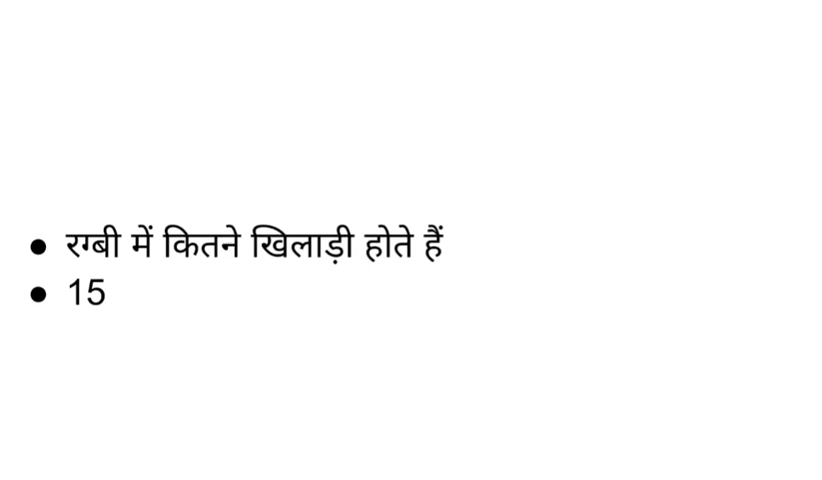 ● रग्बी में कितने खिलाड़ी होते हैं
● 15